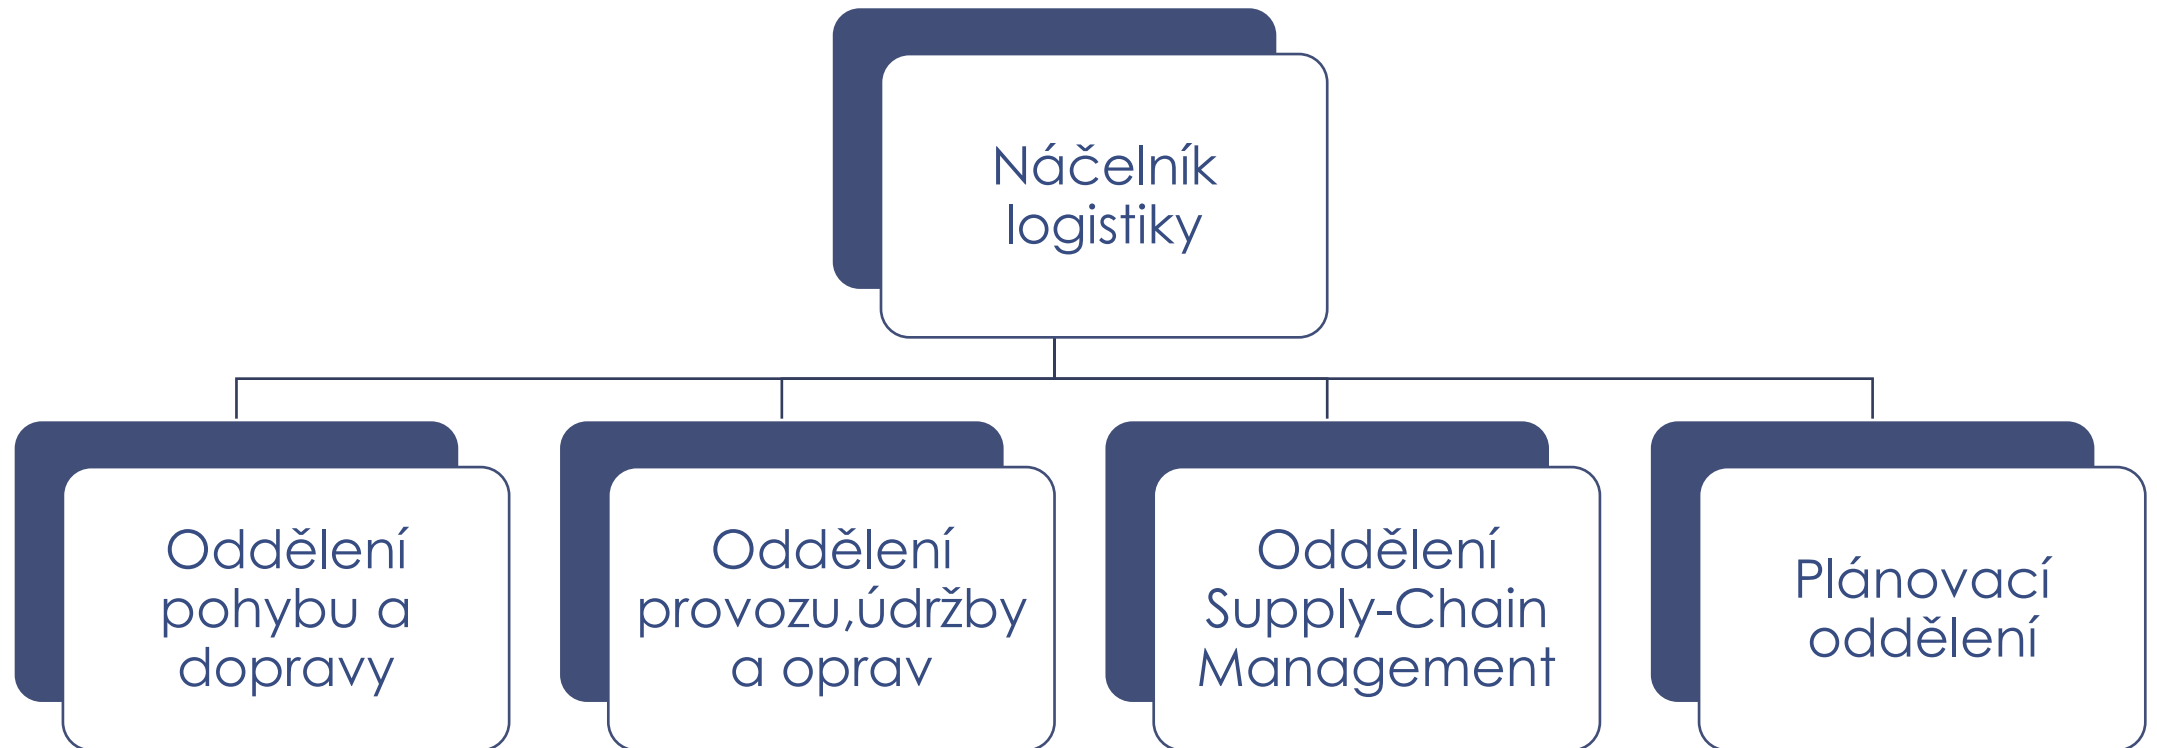 Náčelník
logistiky
Oddělení
pohybu a
dopravy
Oddělení
provozu,údržby
a oprav
Oddělení
Supply-Chain
Management
Plánovací
oddělení